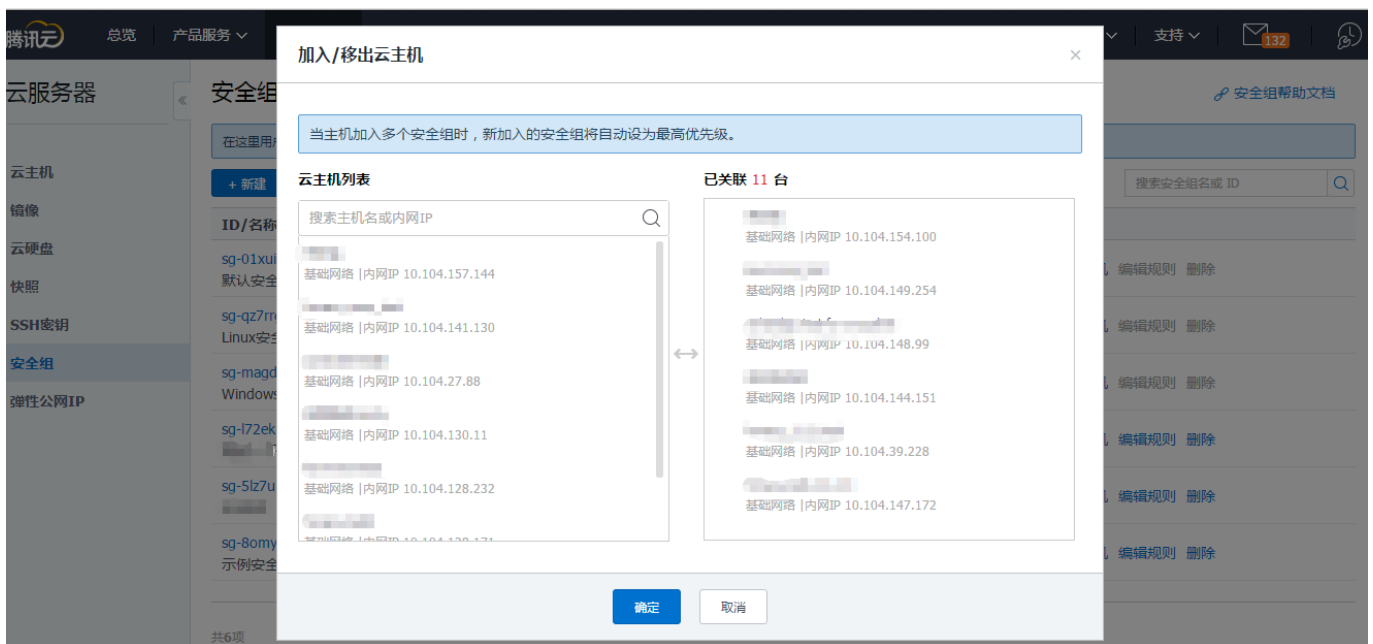 腾讯云
总览
产品服务
支持
132
云服务器
云主机
镜像
云硬盘
快照
SSH密钥
安全组
弹性公网IP
安全组
安全组帮助文档
在这里用
+ 新建
搜索安全组名或 ID
ID/名称
sg-01xui
默认安全
编辑规则 删除
sg-qz7rr
Linux安全
编辑规则 删除
sg-magd
Windows
编辑规则 删除
sg-l72ek
编辑规则 删除
sg-5lz7u
编辑规则 删除
sg-8omy
示例安全
编辑规则 删除
共6项
加入/移出云主机
当主机加入多个安全组时，新加入的安全组将自动设为最高优先级。
云主机列表
搜索主机名或内网IP
基础网络 |内网IP 10.104.157.144
基础网络 |内网IP 10.104.141.130
基础网络 |内网IP 10.104.27.88
基础网络 |内网IP 10.104.130.11
基础网络 |内网IP 10.104.128.232
已关联 11 台
基础网络 |内网IP 10.104.154.100
基础网络 |内网IP 10.104.149.254
基础网络 |内网IP 10.104.148.99
基础网络 |内网IP 10.104.144.151
基础网络 |内网IP 10.104.39.228
基础网络 |内网IP 10.104.147.172
确定
取消